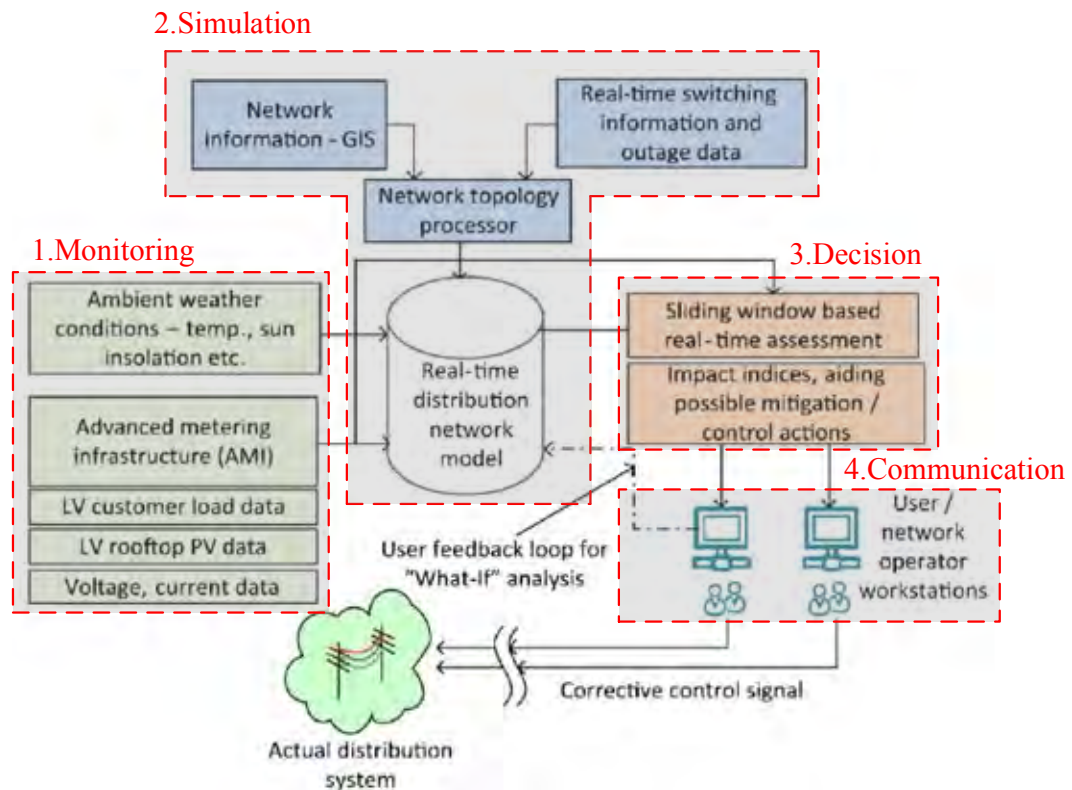 2.Simulation
Network
information - GIS
Real-time switching
information and
outage data
Network topology
processor
1.Monitoring
Ambient weather
conditions – temp., sun
insolation etc.
Advanced metering
infrastructure (AMI)
LV customer load data
LV rooftop PV data
Voltage, current data
Real-time
distribution
network
model
3.Decision
Sliding window based
real-time assessment
Impact indices, aiding
possible mitigation /
control actions
4.Communication
User /
network
operator
workstations
User feedback loop for
"What-If" analysis
Corrective control signal
Actual distribution
system